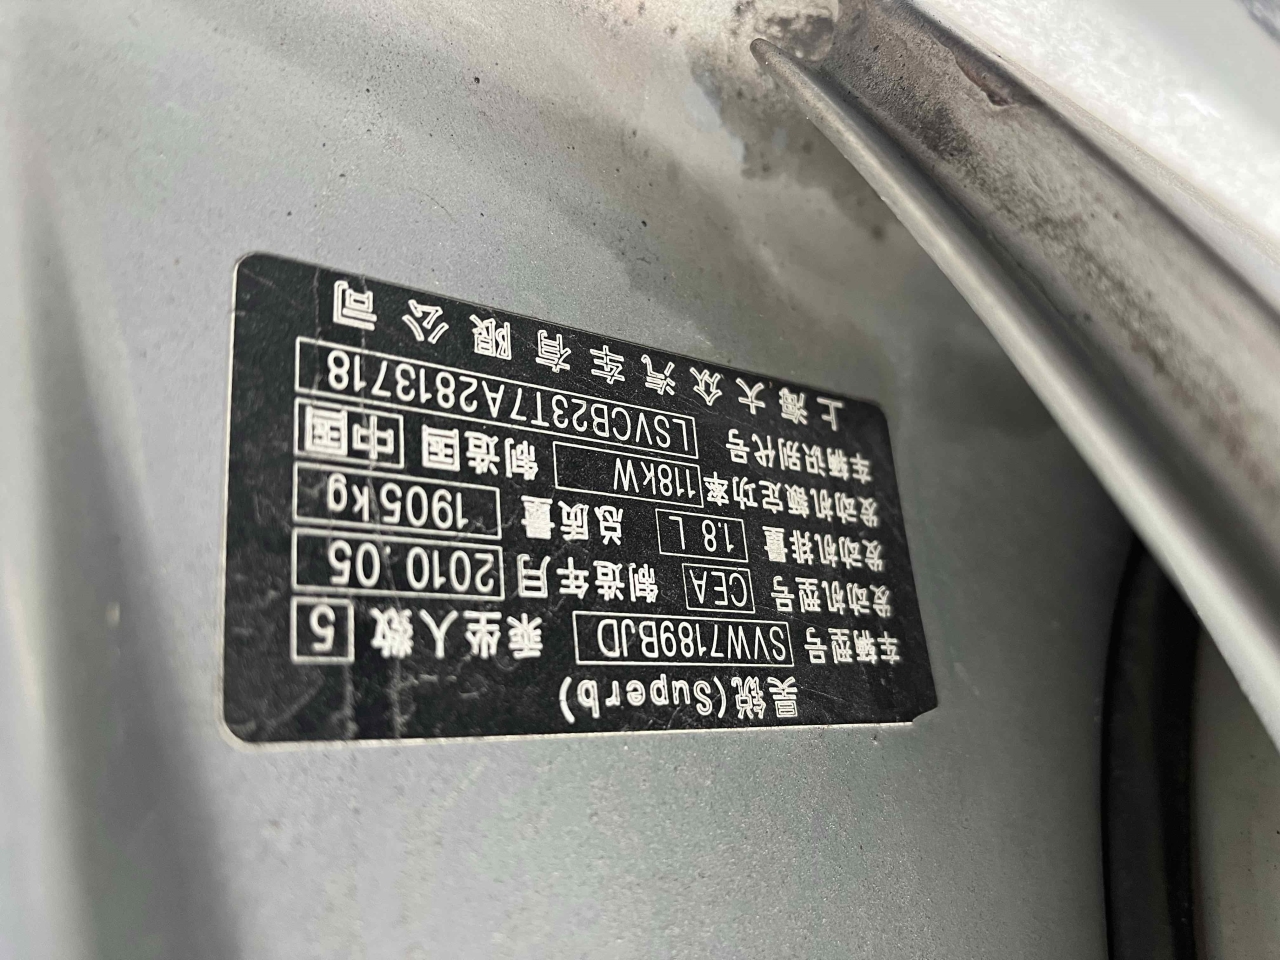 昊锐(Superb)
车辆型号 SVW7189BJD 乘坐人数 5
发动机型号 CEA 制造年月 2010.05
发动机排量 1.8 L 总质量 1905kg
发动机额定功率 118kW 制造国 中国
车辆识别代号 LSVCB23T7A2813718
上海大众汽车有限公司